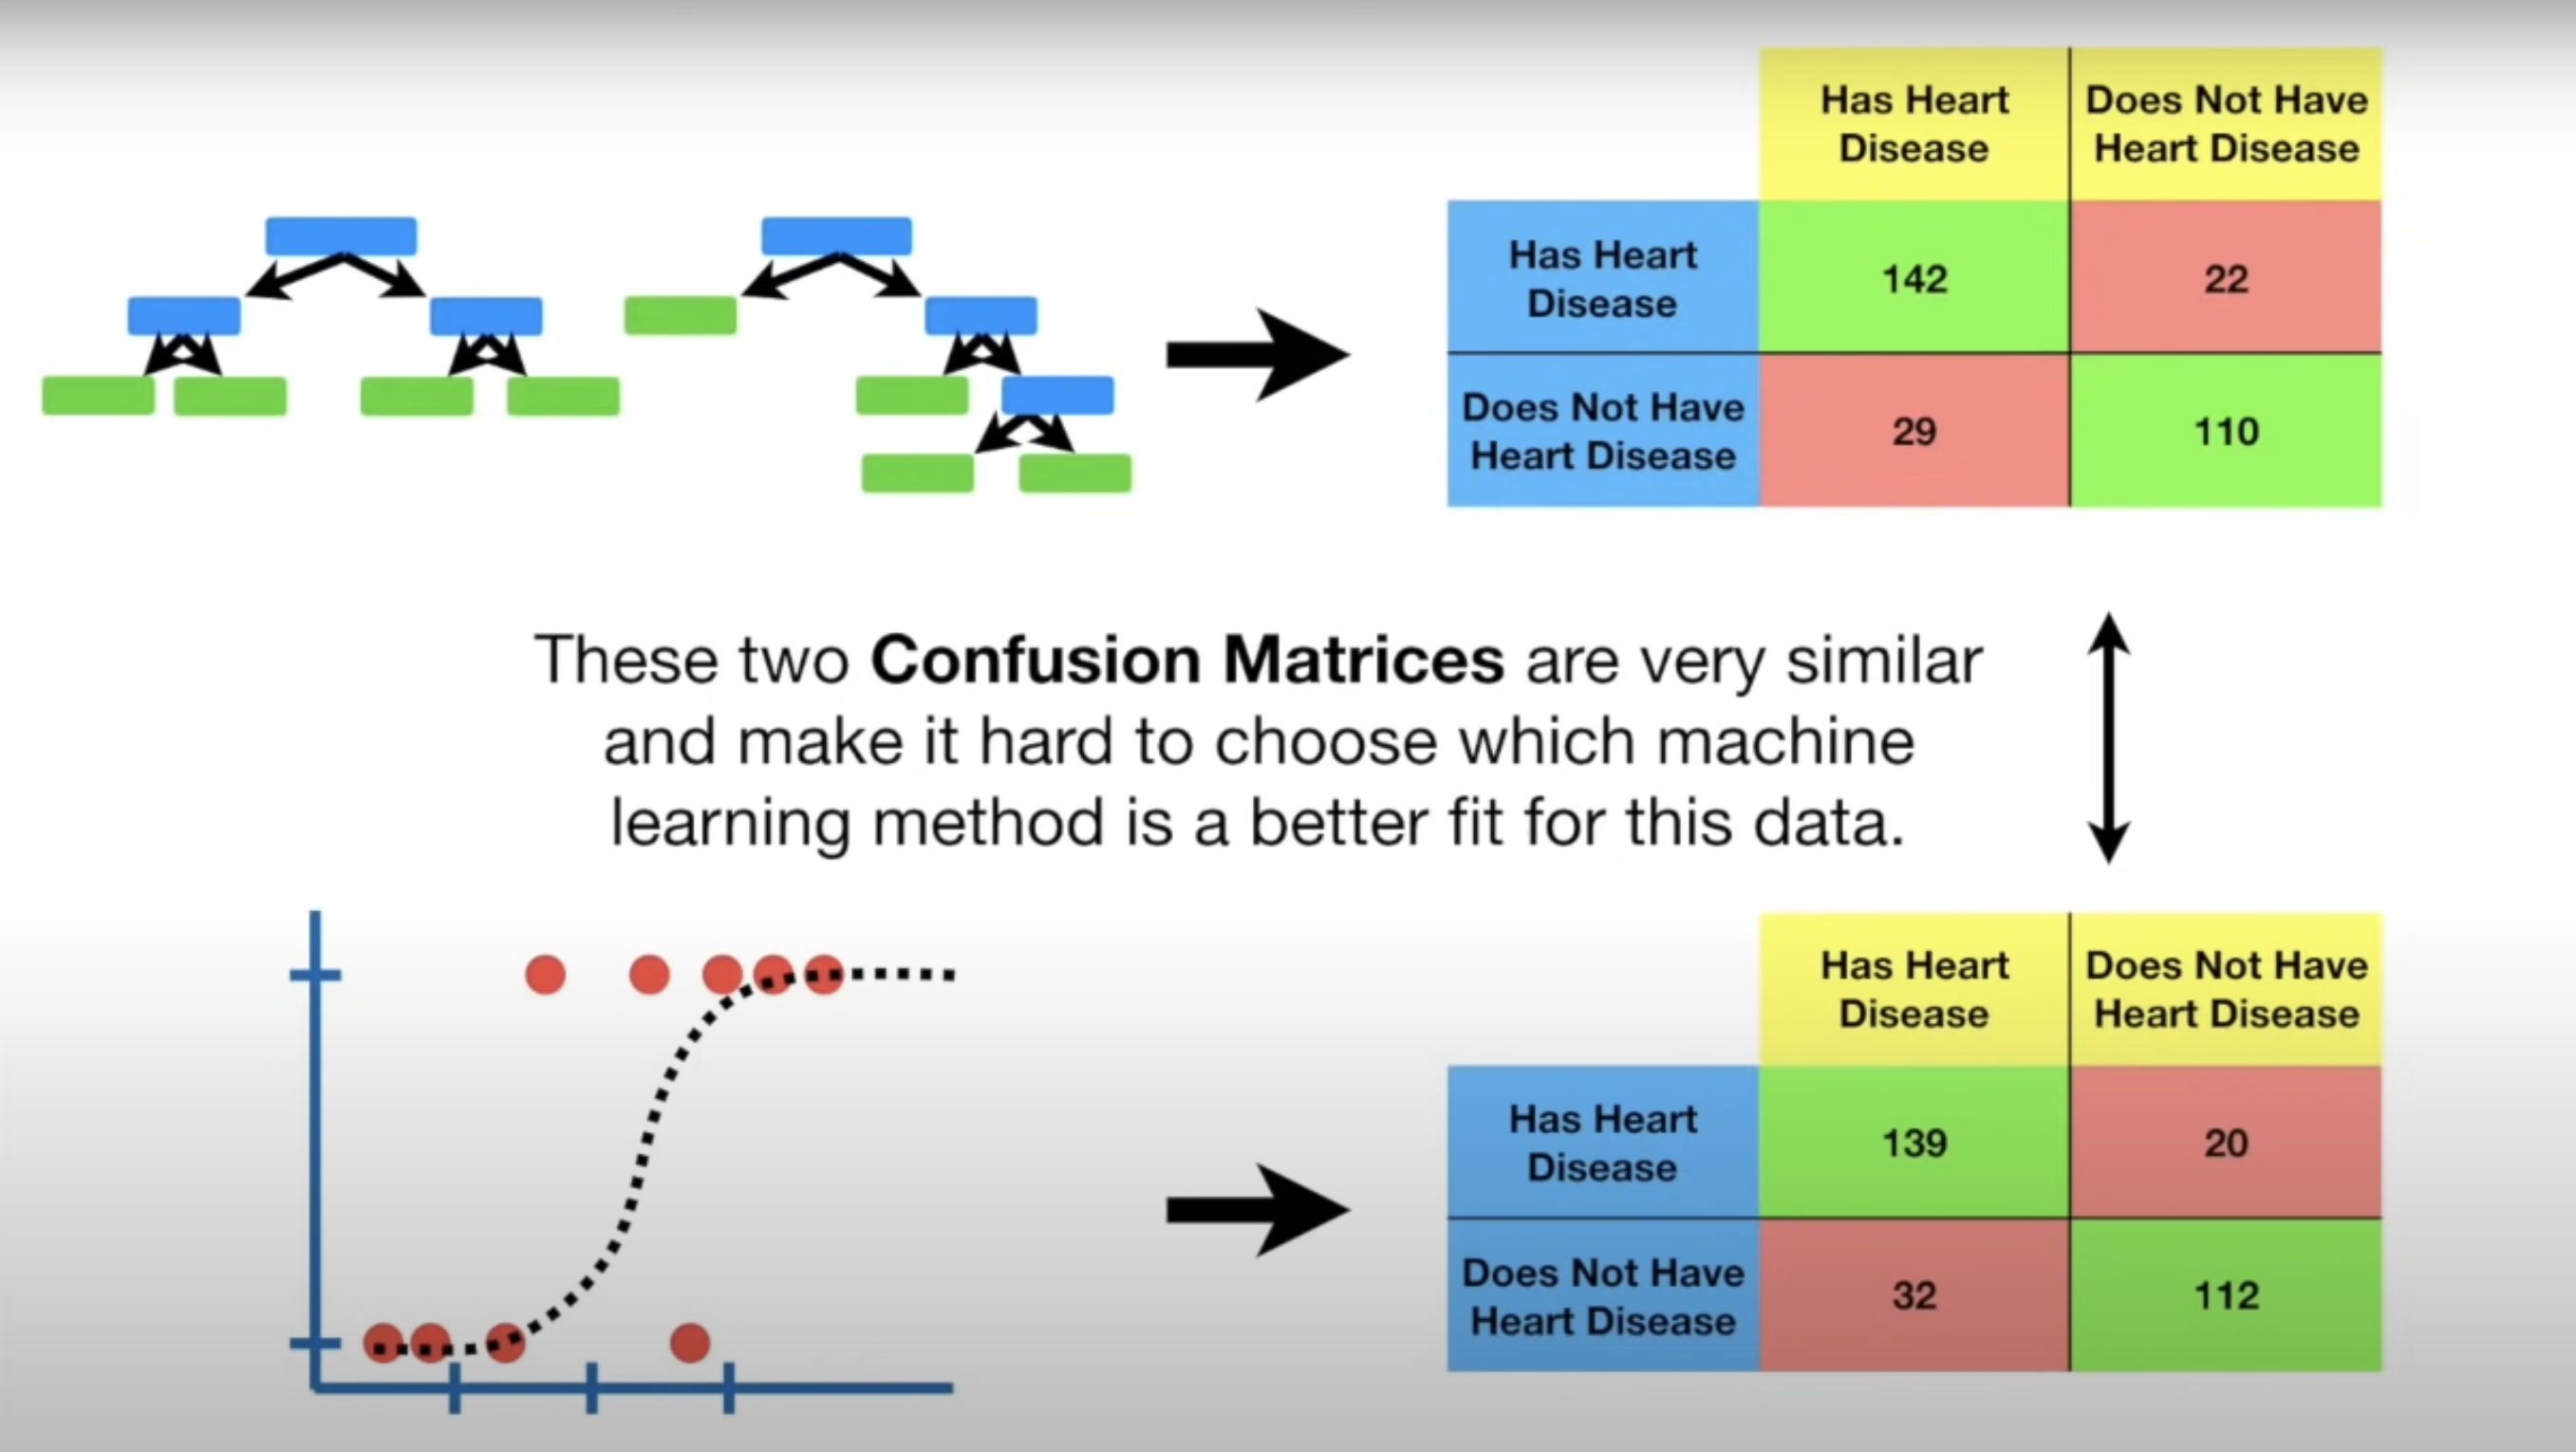 Has Heart
Disease
Does Not Have
Heart Disease
Has Heart
Disease
142
22
Does Not Have
Heart Disease
29
110
These two Confusion Matrices are very similar
and make it hard to choose which machine
learning method is a better fit for this data.
Has Heart
Disease
Does Not Have
Heart Disease
Has Heart
Disease
139
20
Does Not Have
Heart Disease
32
112